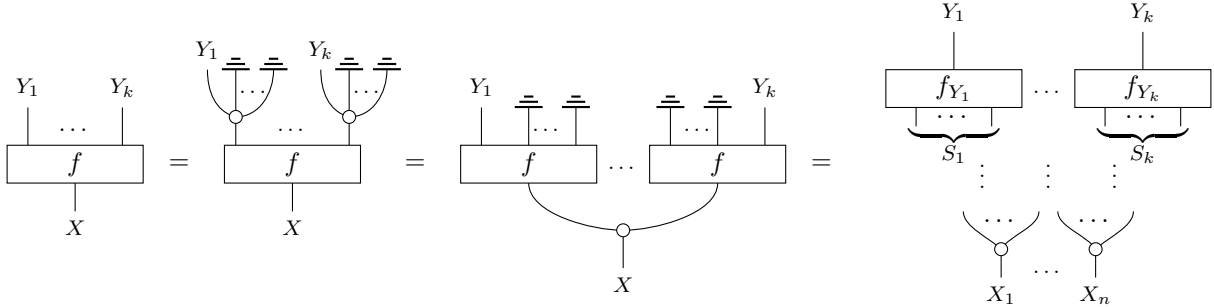 Y_1 Y_k
Y_1 ... Y_k
... f = Y_1 ... ... Y_k ... f = Y_1 ... f ... ... f Y_k = f_{Y_1} ... f_{Y_k}
... ...
S_1 S_k
X X
... ...
X X_1 ... X_n